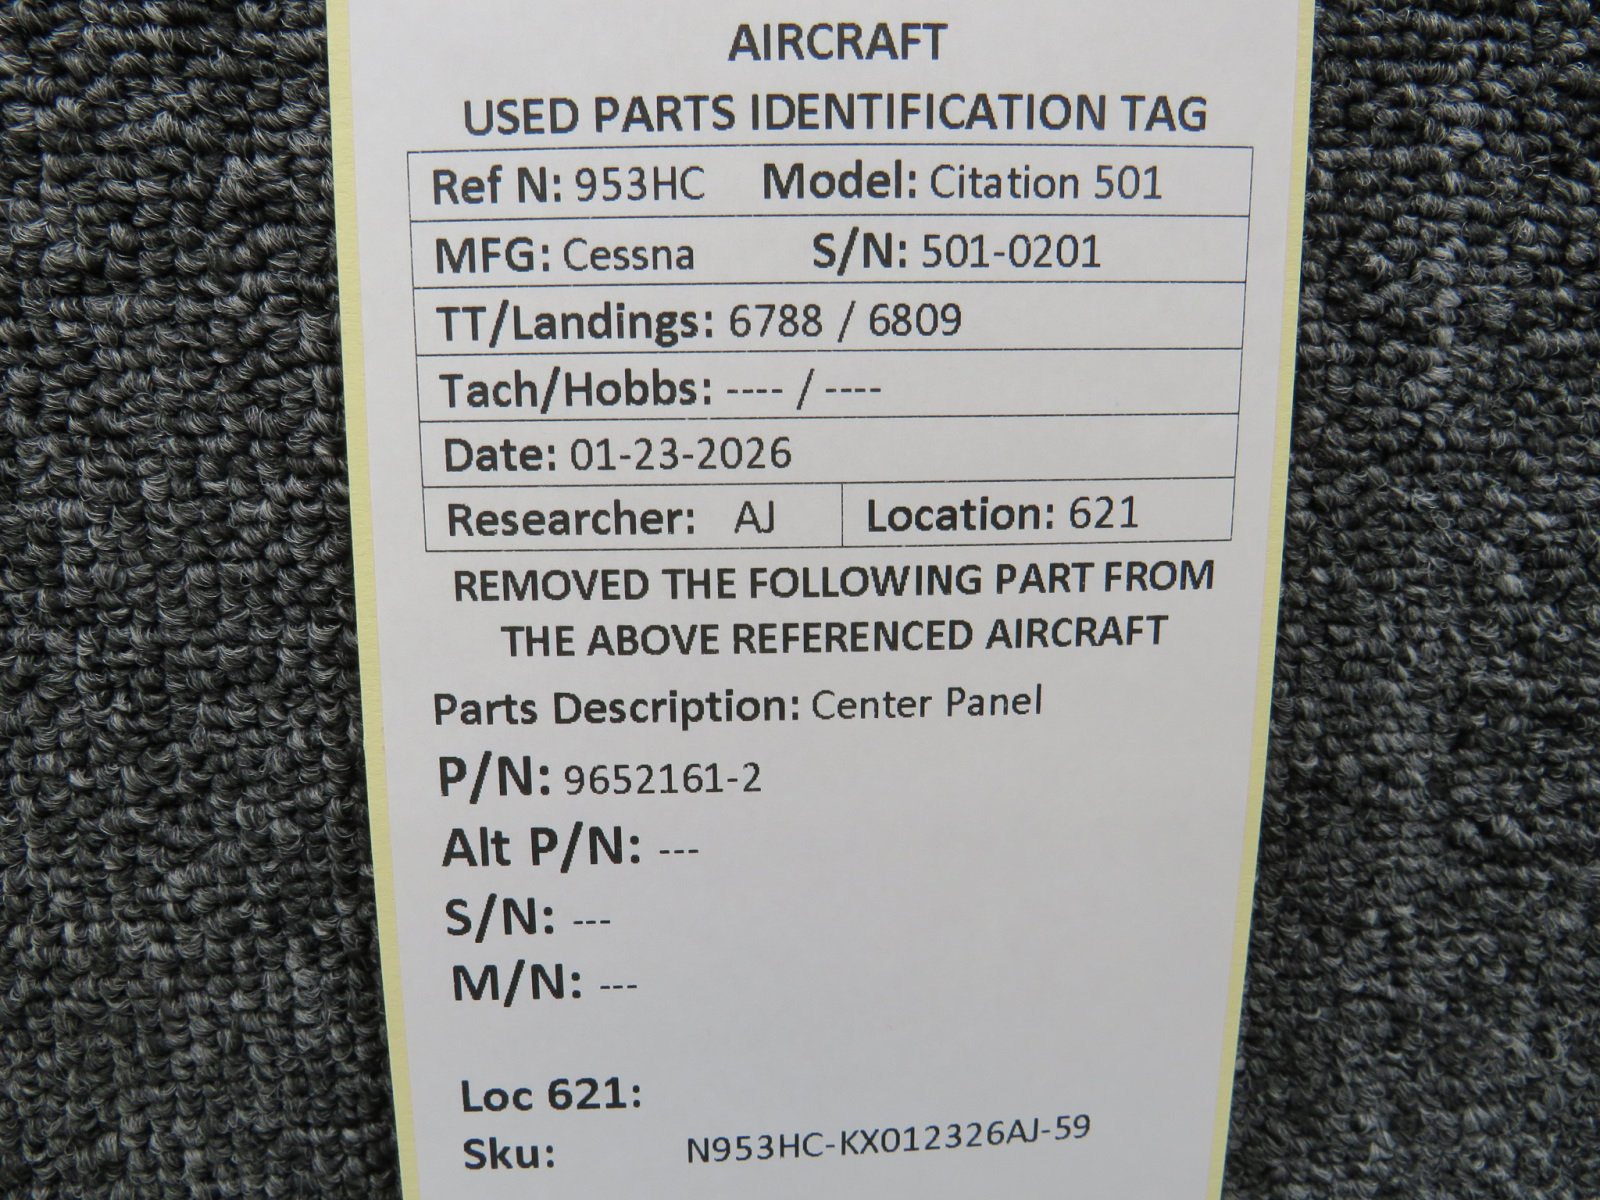 AIRCRAFT
USED PARTS IDENTIFICATION TAG
Ref N: 953HC Model: Citation 501
MFG: Cessna S/N: 501-0201
TT/Landings: 6788 / 6809
Tach/Hobbs: ---- / ----
Date: 01-23-2026
Researcher: AJ Location: 621
REMOVED THE FOLLOWING PART FROM
THE ABOVE REFERENCED AIRCRAFT
Parts Description: Center Panel
P/N: 9652161-2
Alt P/N: ---
S/N: ---
M/N: ---
Loc 621:
Sku: N953HC-KX012326AJ-59